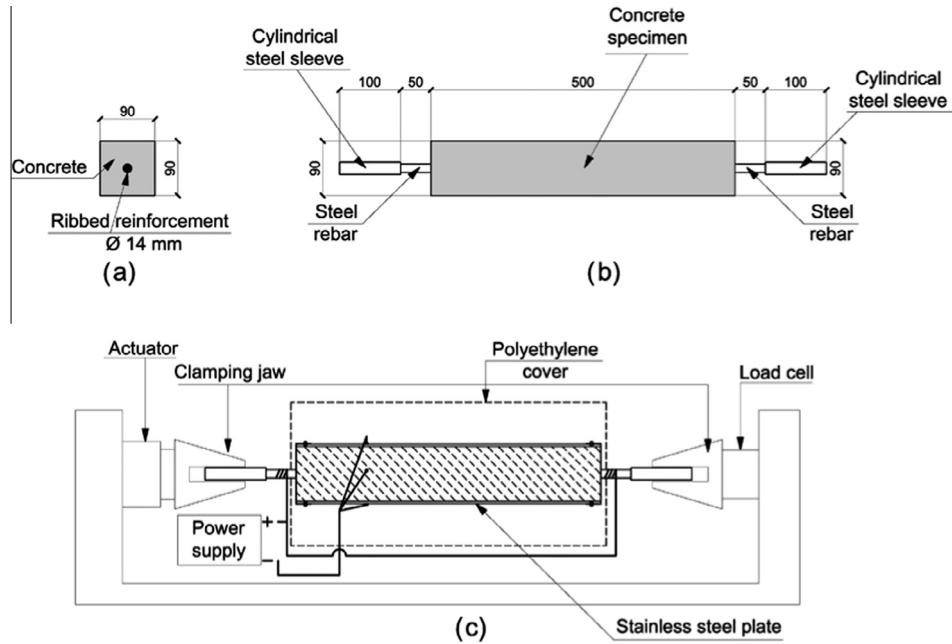 90
90
Concrete
Ribbed reinforcement
Ø 14 mm
(a)
Cylindrical
steel sleeve
Concrete
specimen
Cylindrical
steel sleeve
100
50
500
50
100
90
90
Steel
rebar
Steel
rebar
(b)
Actuator
Clamping jaw
Polyethylene
cover
Load cell
Power
supply
+
−
Stainless steel plate
(c)